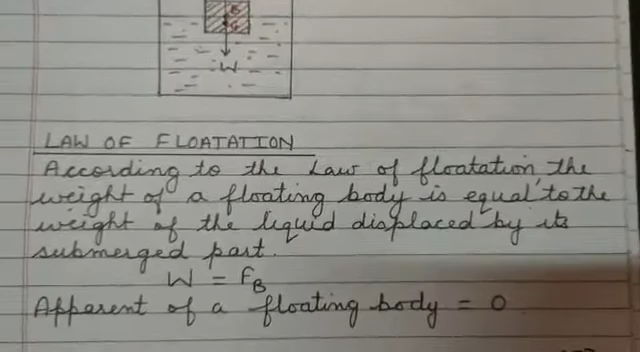 B
G
W
LAW OF FLOATATION
According to the Law of floatation, the
weight of a floating body is equal to the
weight of the liquid displaced by its
submerged part.
W = FB
Apparent of a floating body = 0